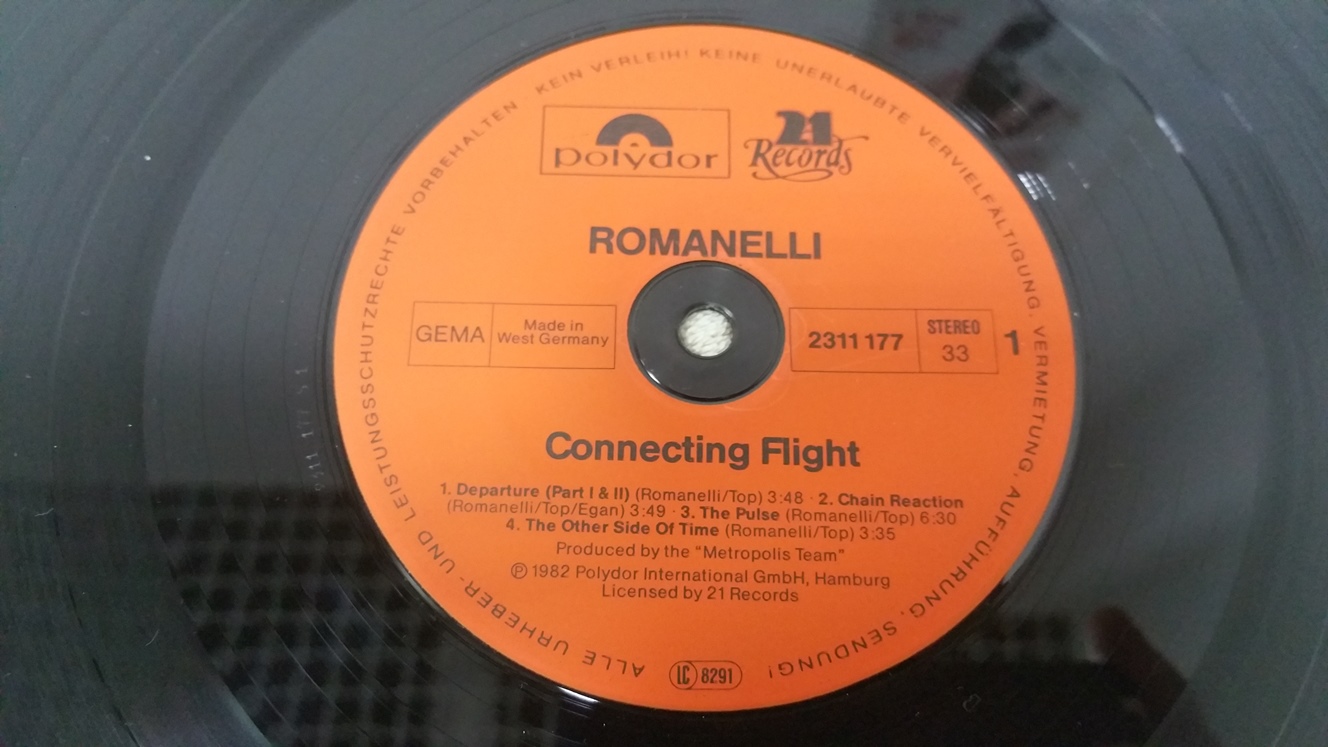 ALLE URHEBER- UND LEISTUNGSSCHUTZRECHTE VORBEHALTEN KEIN VERLEIH! KEINE UNERLAUBTE VERVIELFÄLTIGUNG, VERMIETUNG, AUFFÜHRUNG, SENDUNG!
polydor
21 Records
ROMANELLI
GEMA
Made in
West Germany
2311 177
STEREO
33
1
Connecting Flight
1. Departure (Part I & II) (Romanelli/Top) 3:48 · 2. Chain Reaction
(Romanelli/Top/Egan) 3:49 · 3. The Pulse (Romanelli/Top) 6:30
4. The Other Side Of Time (Romanelli/Top) 3:35
Produced by the "Metropolis Team"
℗ 1982 Polydor International GmbH, Hamburg
Licensed by 21 Records
LC 8291